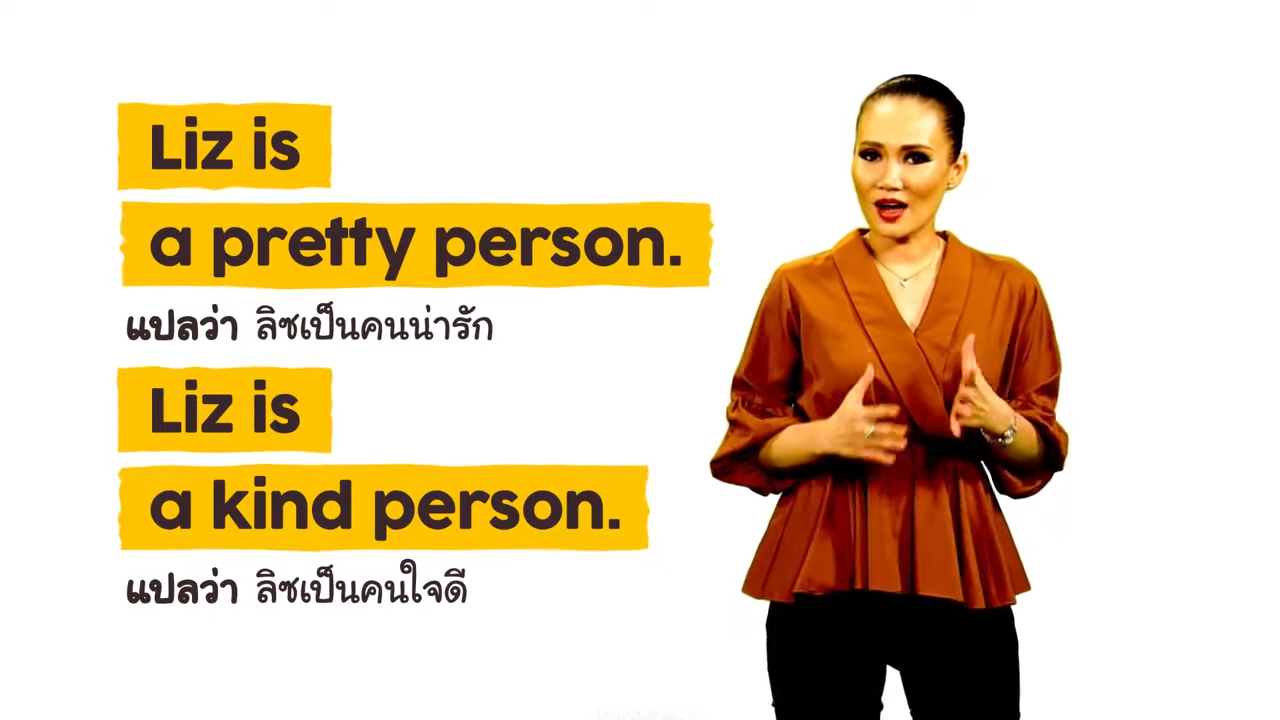 Liz is
a pretty person.
แปลว่า ลิซเป็นคนน่ารัก
Liz is
a kind person.
แปลว่า ลิซเป็นคนใจดี